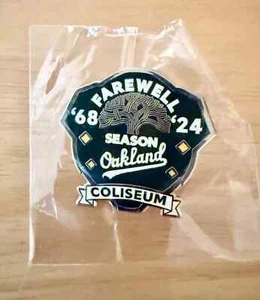 FAREWELL
'68 '24
SEASON
Oakland
COLISEUM